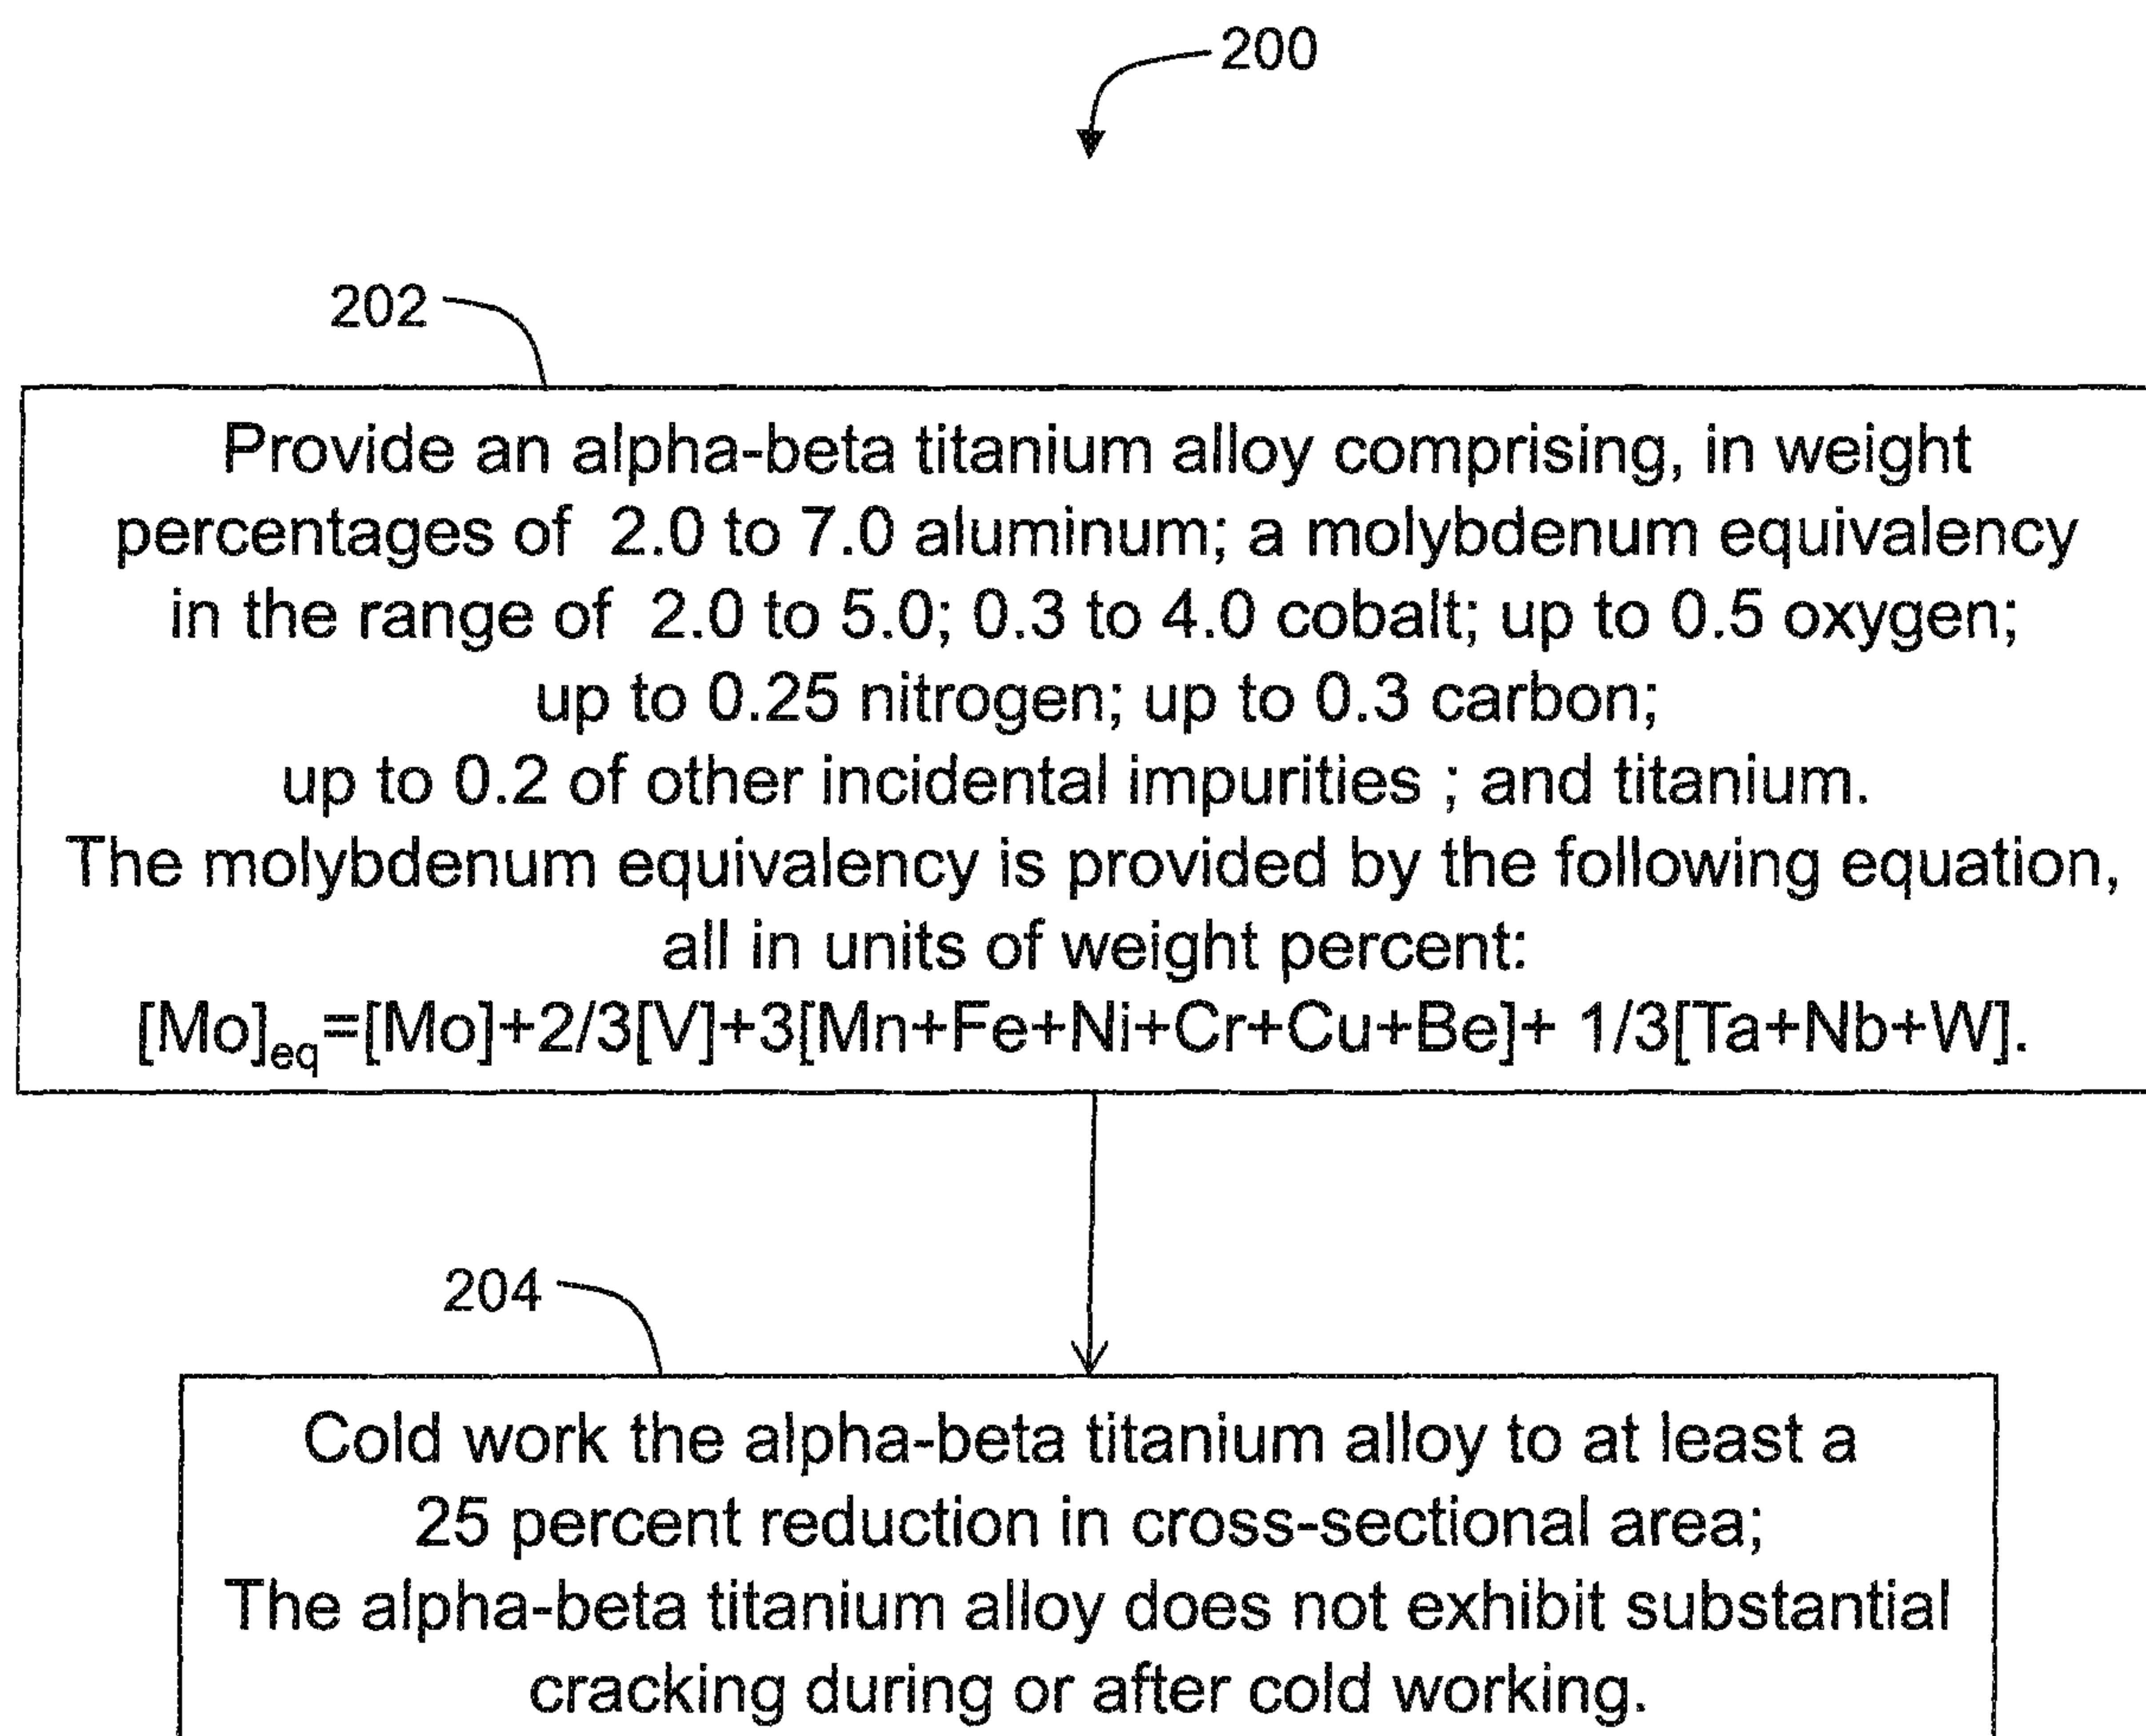 200
202
Provide an alpha-beta titanium alloy comprising, in weight
percentages of 2.0 to 7.0 aluminum; a molybdenum equivalency
in the range of 2.0 to 5.0; 0.3 to 4.0 cobalt; up to 0.5 oxygen;
up to 0.25 nitrogen; up to 0.3 carbon;
up to 0.2 of other incidental impurities ; and titanium.
The molybdenum equivalency is provided by the following equation,
all in units of weight percent:
[Mo]eq=[Mo]+2/3[V]+3[Mn+Fe+Ni+Cr+Cu+Be]+ 1/3[Ta+Nb+W].
204
Cold work the alpha-beta titanium alloy to at least a
25 percent reduction in cross-sectional area;
The alpha-beta titanium alloy does not exhibit substantial
cracking during or after cold working.